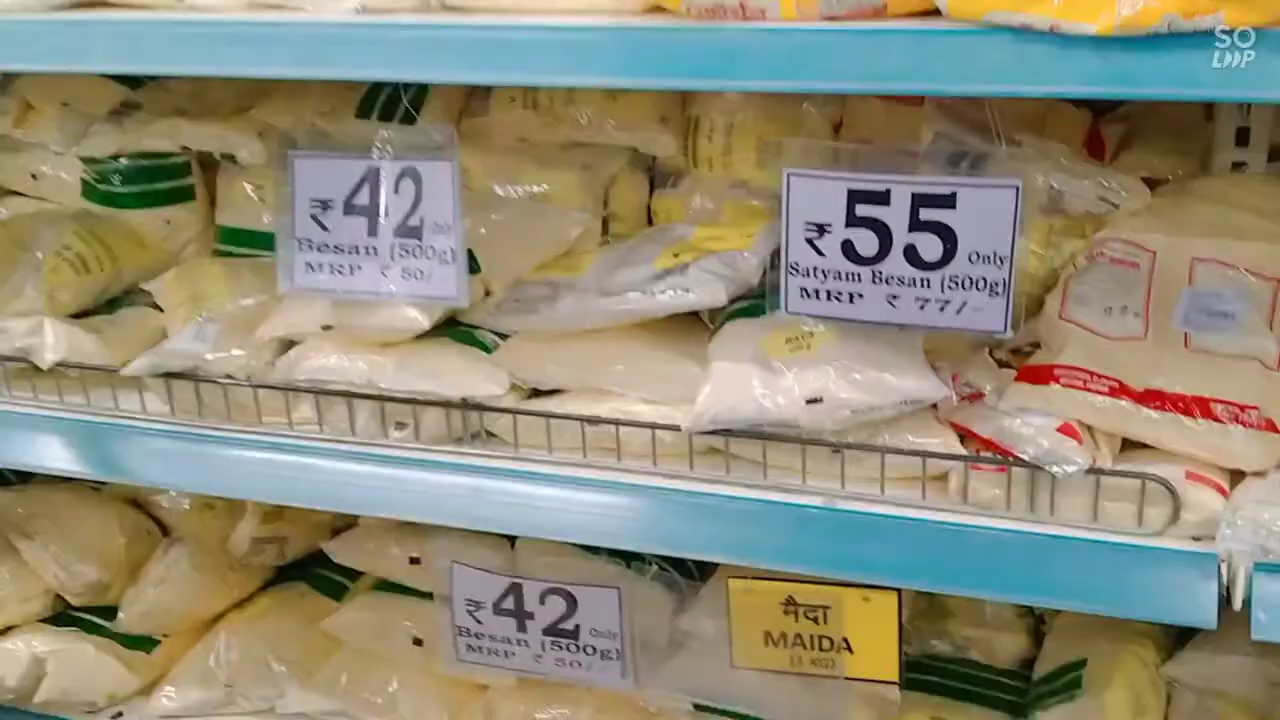 SO
LOOP
₹42 Only
Besan (500g)
MRP ₹ 50/
₹55 Only
Satyam Besan (500g)
MRP ₹ 77/-
₹42 Only
Besan (500g)
MRP ₹ 50/
मैदा
MAIDA
(1 KG)